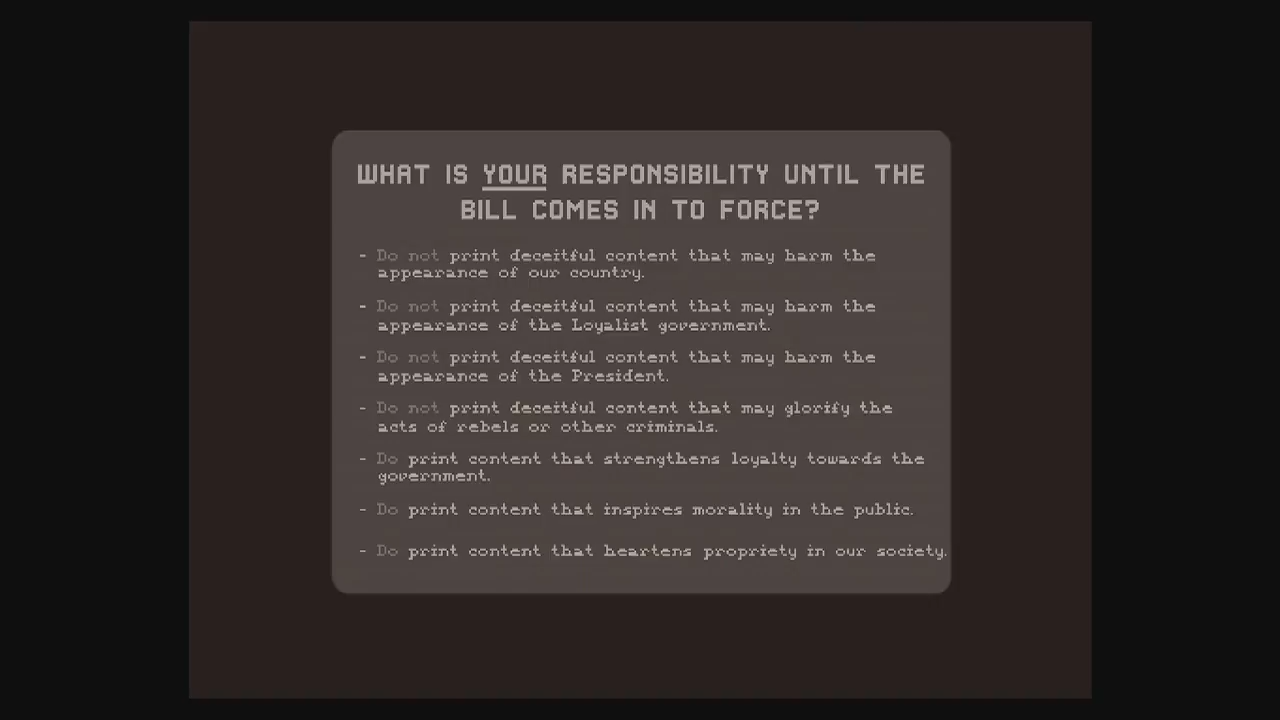 WHAT IS YOUR RESPONSIBILITY UNTIL THE
BILL COMES IN TO FORCE?
- Do not print deceitful content that may harm the
appearance of our country.
- Do not print deceitful content that may harm the
appearance of the Loyalist government.
- Do not print deceitful content that may harm the
appearance of the President.
- Do not print deceitful content that may glorify the
acts of rebels or other criminals.
- Do print content that strengthens loyalty towards the
government.
- Do print content that inspires morality in the public.
- Do print content that heartens propriety in our society.